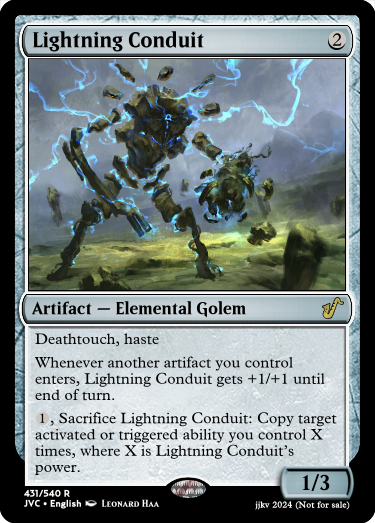 Lightning Conduit 2
Artifact — Elemental Golem
Deathtouch, haste
Whenever another artifact you control
enters, Lightning Conduit gets +1/+1 until
end of turn.
1, Sacrifice Lightning Conduit: Copy target
activated or triggered ability you control X
times, where X is Lightning Conduit's
power.
1/3
431/540 R
JVC • English Leonard Haa
jjkv 2024 (Not for sale)